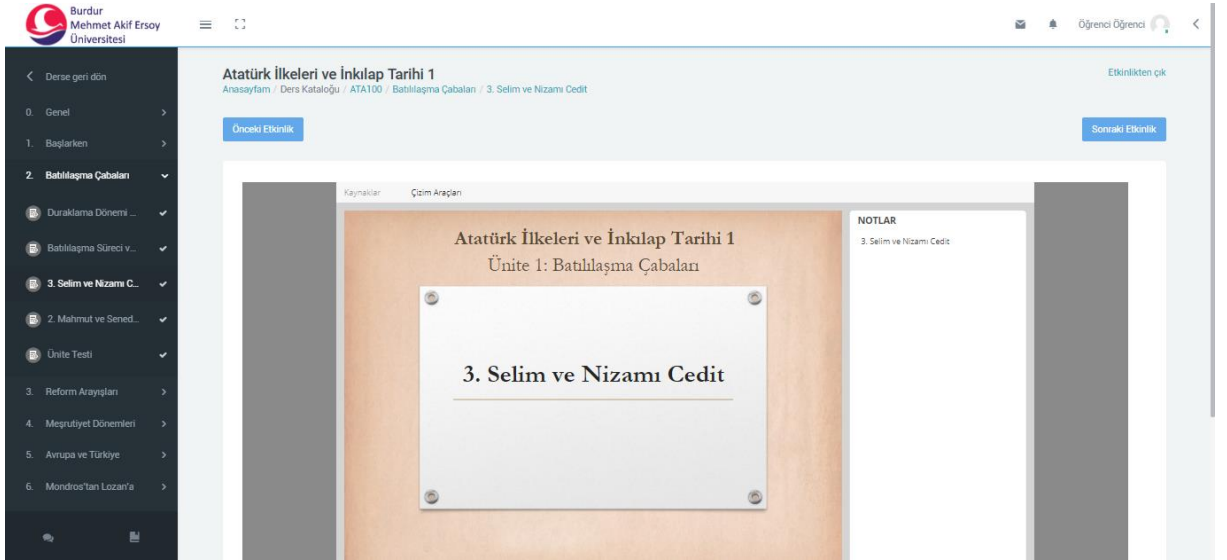 Burdur
Mehmet Akif Ersoy
Üniversitesi
Öğrenci Öğrenci
Derse geri dön
0. Genel
1. Başlarken
2. Batılılaşma Çabaları
Duraklama Dönemi ...
Batılılaşma Süreci v...
3. Selim ve Nizamı C...
2. Mahmut ve Sened...
Ünite Testi
3. Reform Arayışları
4. Meşrutiyet Dönemleri
5. Avrupa ve Türkiye
6. Mondros'tan Lozan'a
Atatürk İlkeleri ve İnkılap Tarihi 1
Anasayfam / Ders Kataloğu / ATA100 / Batılılaşma Çabaları / 3. Selim ve Nizamı Cedit
Etkinlikten çık
Önceki Etkinlik
Sonraki Etkinlik
Kaynaklar
Çizim Araçları
Atatürk İlkeleri ve İnkılap Tarihi 1
Ünite 1: Batılılaşma Çabaları
3. Selim ve Nizamı Cedit
NOTLAR
3. Selim ve Nizamı Cedit